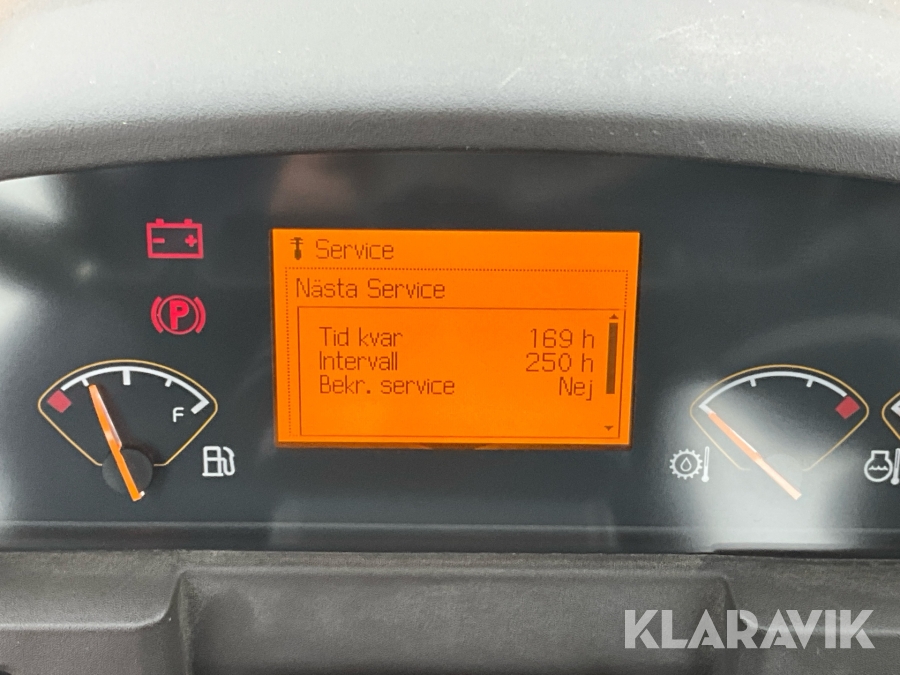 Service
Nästa Service
Tid kvar 169 h
Intervall 250 h
Bekr. service Nej
P
F
KLARAVIK